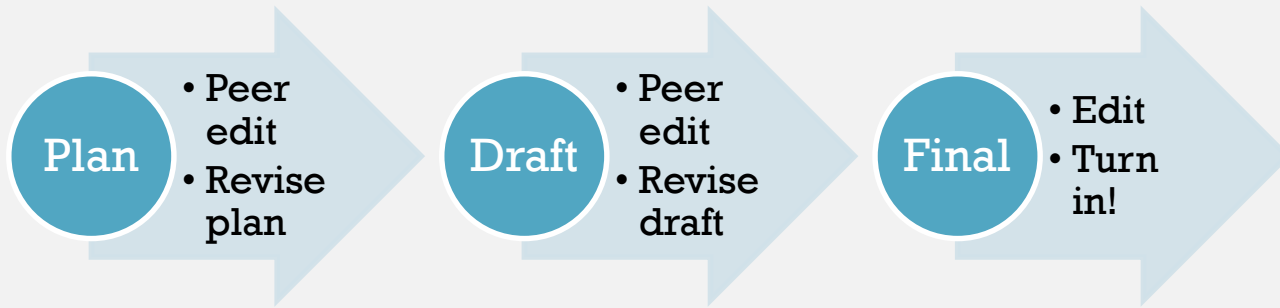 Plan
• Peer
edit
• Revise
plan
Draft
• Peer
edit
• Revise
draft
Final
• Edit
• Turn
in!